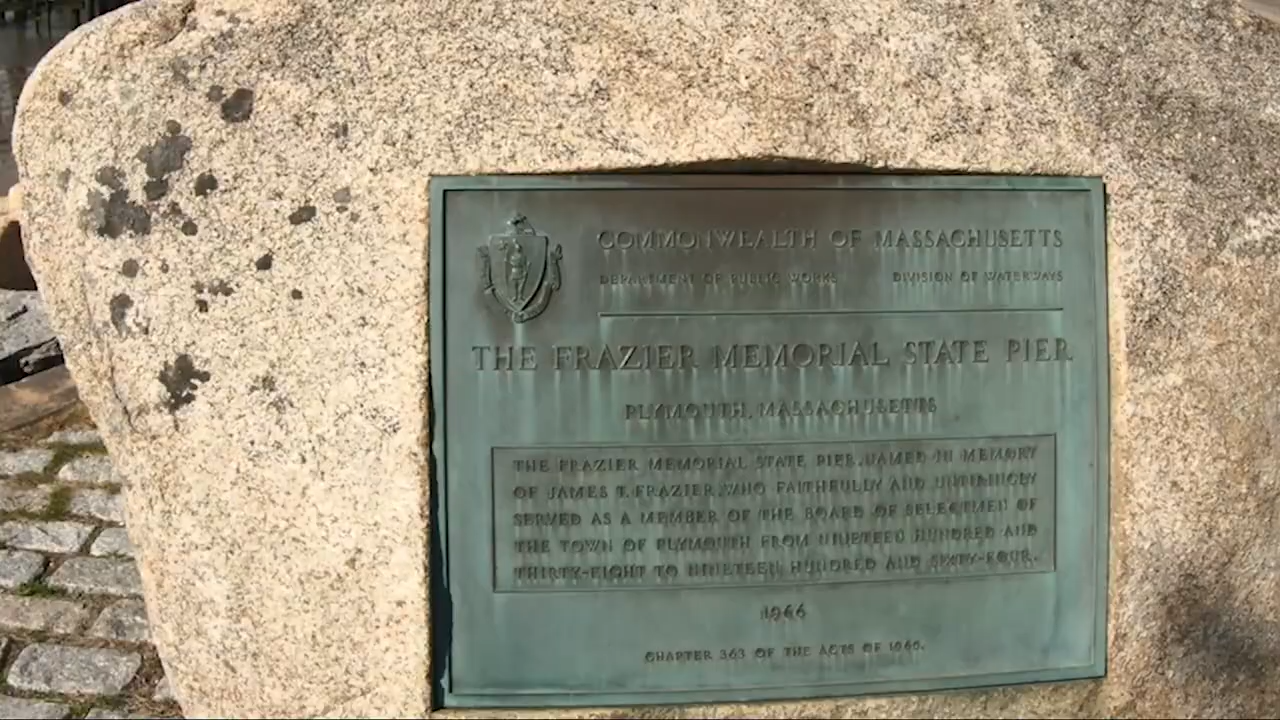 COMMONWEALTH OF MASSACHUSETTS
DEPARTMENT OF PUBLIC WORKS DIVISION OF WATERWAYS
THE FRAZIER MEMORIAL STATE PIER
PLYMOUTH, MASSACHUSETTS
THE FRAZIER MEMORIAL STATE PIER, NAMED IN MEMORY
OF JAMES T. FRAZIER, WHO FAITHFULLY AND UNTIRINGLY
SERVED AS A MEMBER OF THE BOARD OF SELECTMEN OF
THE TOWN OF PLYMOUTH FROM NINETEEN HUNDRED AND
THIRTY-EIGHT TO NINETEEN HUNDRED AND SIXTY-FOUR.
1966
CHAPTER 363 OF THE ACTS OF